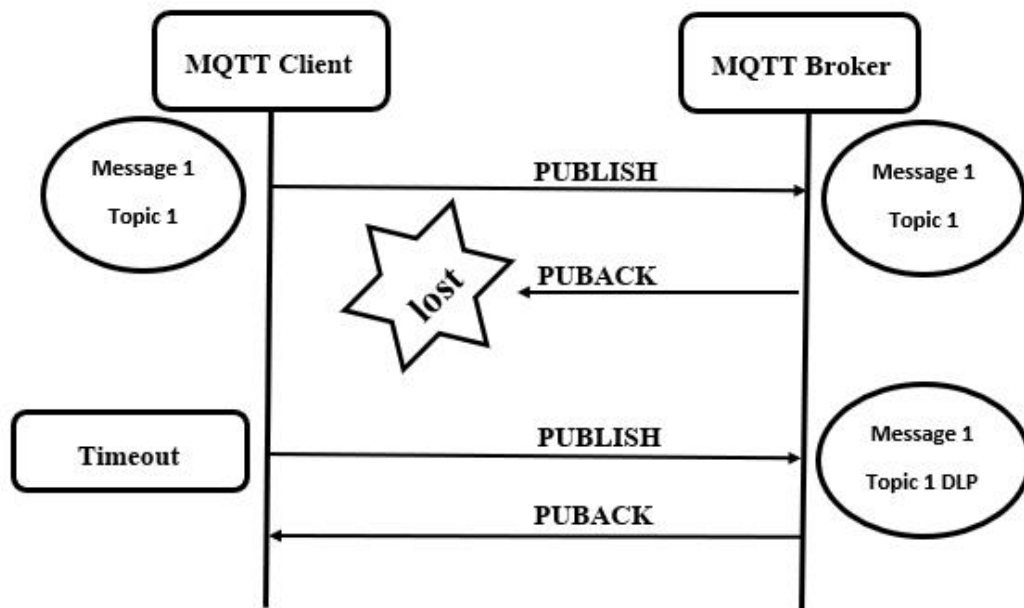 MQTT Client
MQTT Broker
Message 1
Topic 1
PUBLISH
Message 1
Topic 1
PUBACK
lost
Timeout
PUBLISH
Message 1
Topic 1 DLP
PUBACK